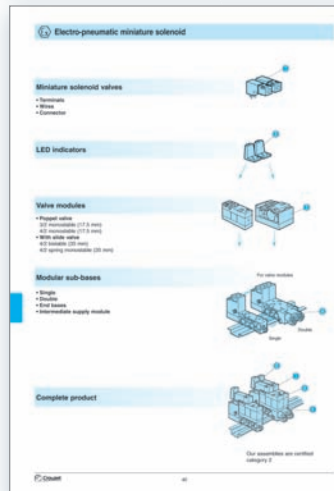 Electro-pneumatic miniature solenoid
Miniature solenoid valves
• Terminals
• Wires
• Connector
LED indicators
Valve modules
• Poppet valve
3/2 monostable (17.5 mm)
4/2 monostable (17.5 mm)
• With slide valve
4/2 bistable (35 mm)
4/2 spring monostable (35 mm)
Modular sub-bases
For valve modules
• Single
• Double
• End bases
• Intermediate supply module
Double
Single
Complete product
Our assemblies are certified
category 2
Crouzet